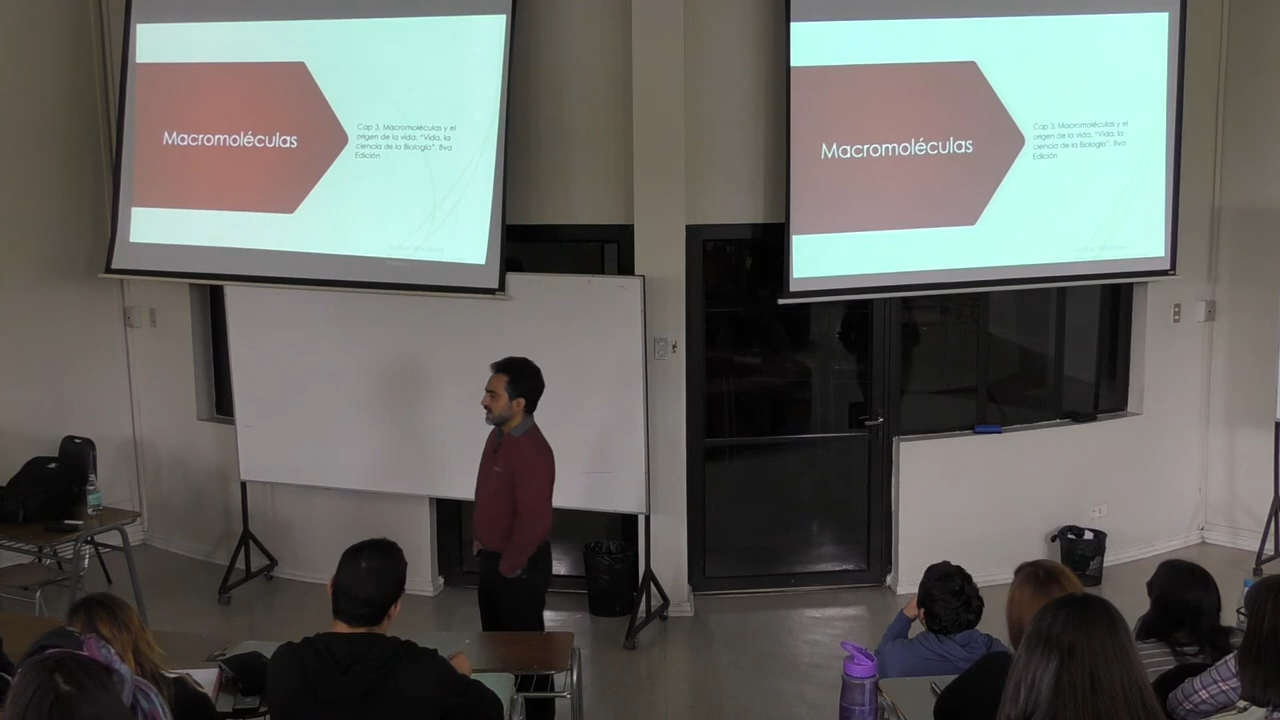 Macromoléculas
Cap 3. Macromoléculas y el
origen de la vida. "Vida, la
ciencia de la Biología". 8va
Edición
Macromoléculas
Cap 3. Macromoléculas y el
origen de la vida. "Vida, la
ciencia de la Biología". 8va
Edición